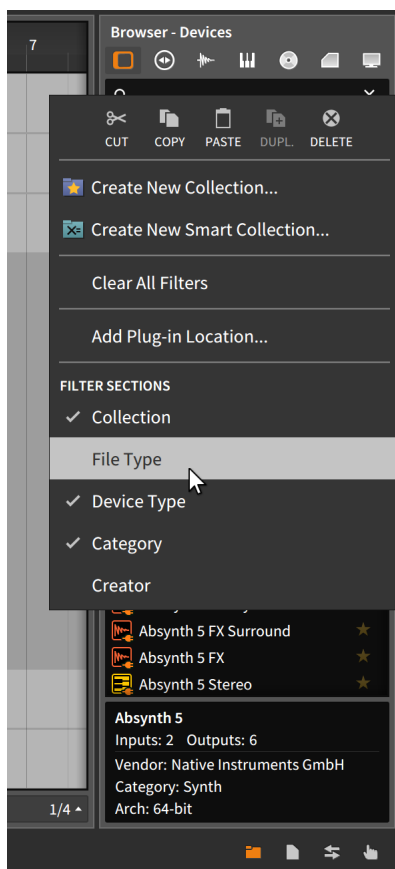 7
Browser - Devices
CUT COPY PASTE DUPL. DELETE
Create New Collection...
Create New Smart Collection...
Clear All Filters
Add Plug-in Location...
FILTER SECTIONS
Collection
File Type
Device Type
Category
Creator
Absynth 5 FX Surround
Absynth 5 FX
Absynth 5 Stereo
Absynth 5
Inputs: 2 Outputs: 6
Vendor: Native Instruments GmbH
Category: Synth
Arch: 64-bit
1/4